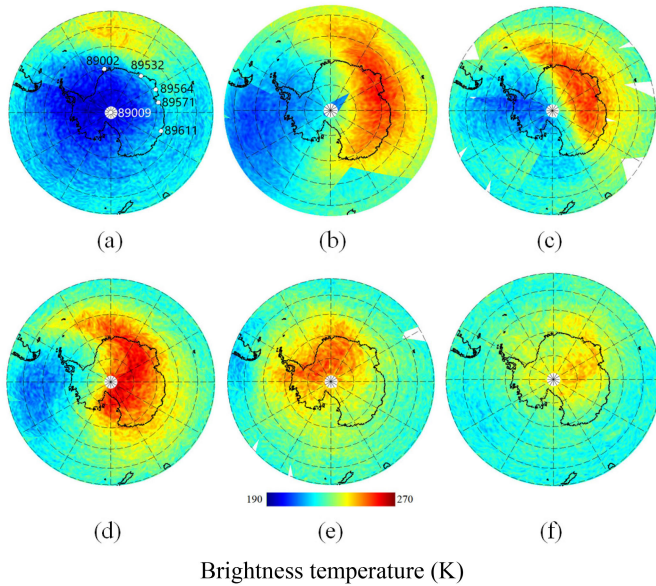 89002
89532
89564
89571
89009
89611
(a)
(b)
(c)
190
270
(d)
(e)
(f)
Brightness temperature (K)